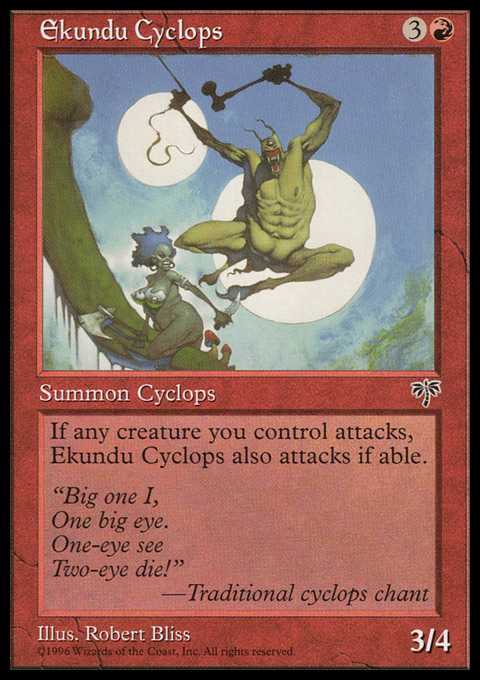 Ekundu Cyclops 3
Summon Cyclops
If any creature you control attacks,
Ekundu Cyclops also attacks if able.
“Big one I,
One big eye.
One-eye see
Two-eye die!”
—Traditional cyclops chant
Illus. Robert Bliss
©1996 Wizards of the Coast, Inc. All rights reserved.
3/4